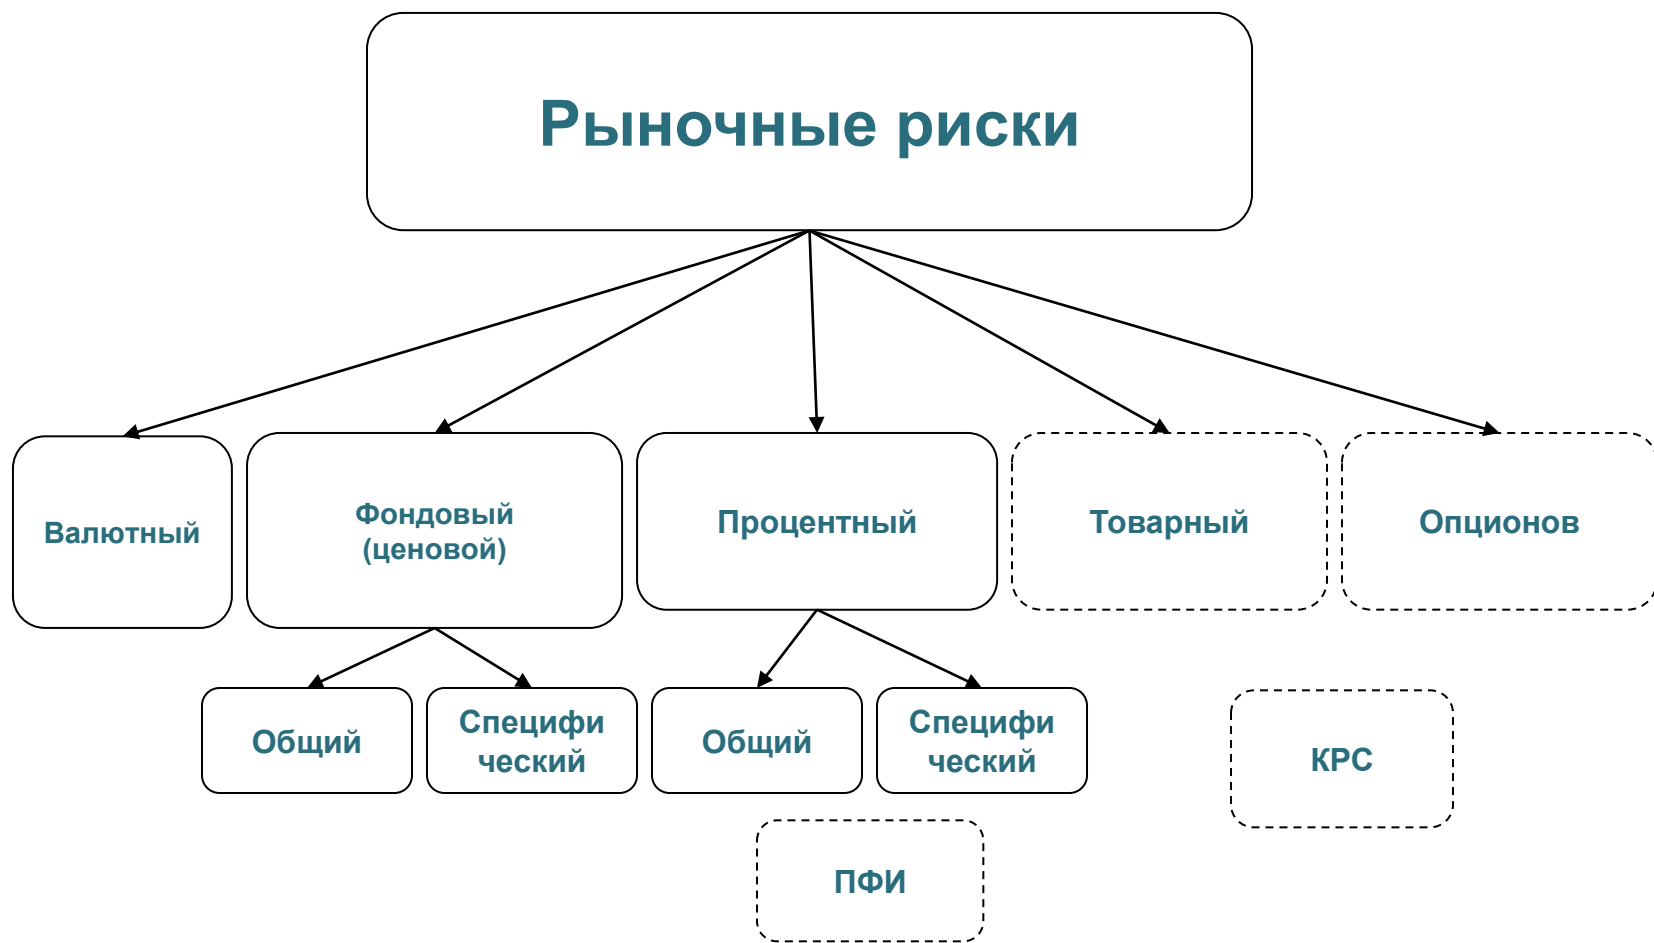 Рыночные риски
Валютный
Фондовый
(ценовой)
Процентный
Товарный
Опционов
Общий
Специфи
ческий
Общий
Специфи
ческий
КРС
ПФИ